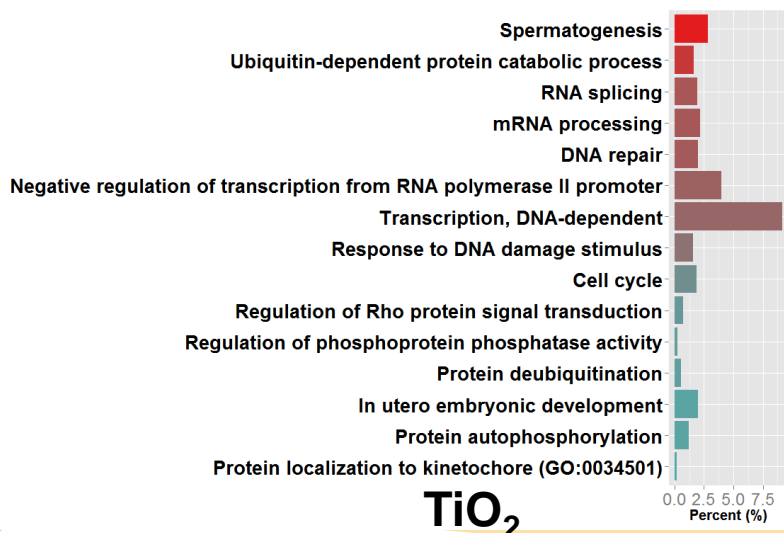 Spermatogenesis
Ubiquitin-dependent protein catabolic process
RNA splicing
mRNA processing
DNA repair
Negative regulation of transcription from RNA polymerase II promoter
Transcription, DNA-dependent
Response to DNA damage stimulus
Cell cycle
Regulation of Rho protein signal transduction
Regulation of phosphoprotein phosphatase activity
Protein deubiquitination
In utero embryonic development
Protein autophosphorylation
Protein localization to kinetochore (GO:0034501)
0.0 2.5 5.0 7.5
Percent (%)
TiO₂